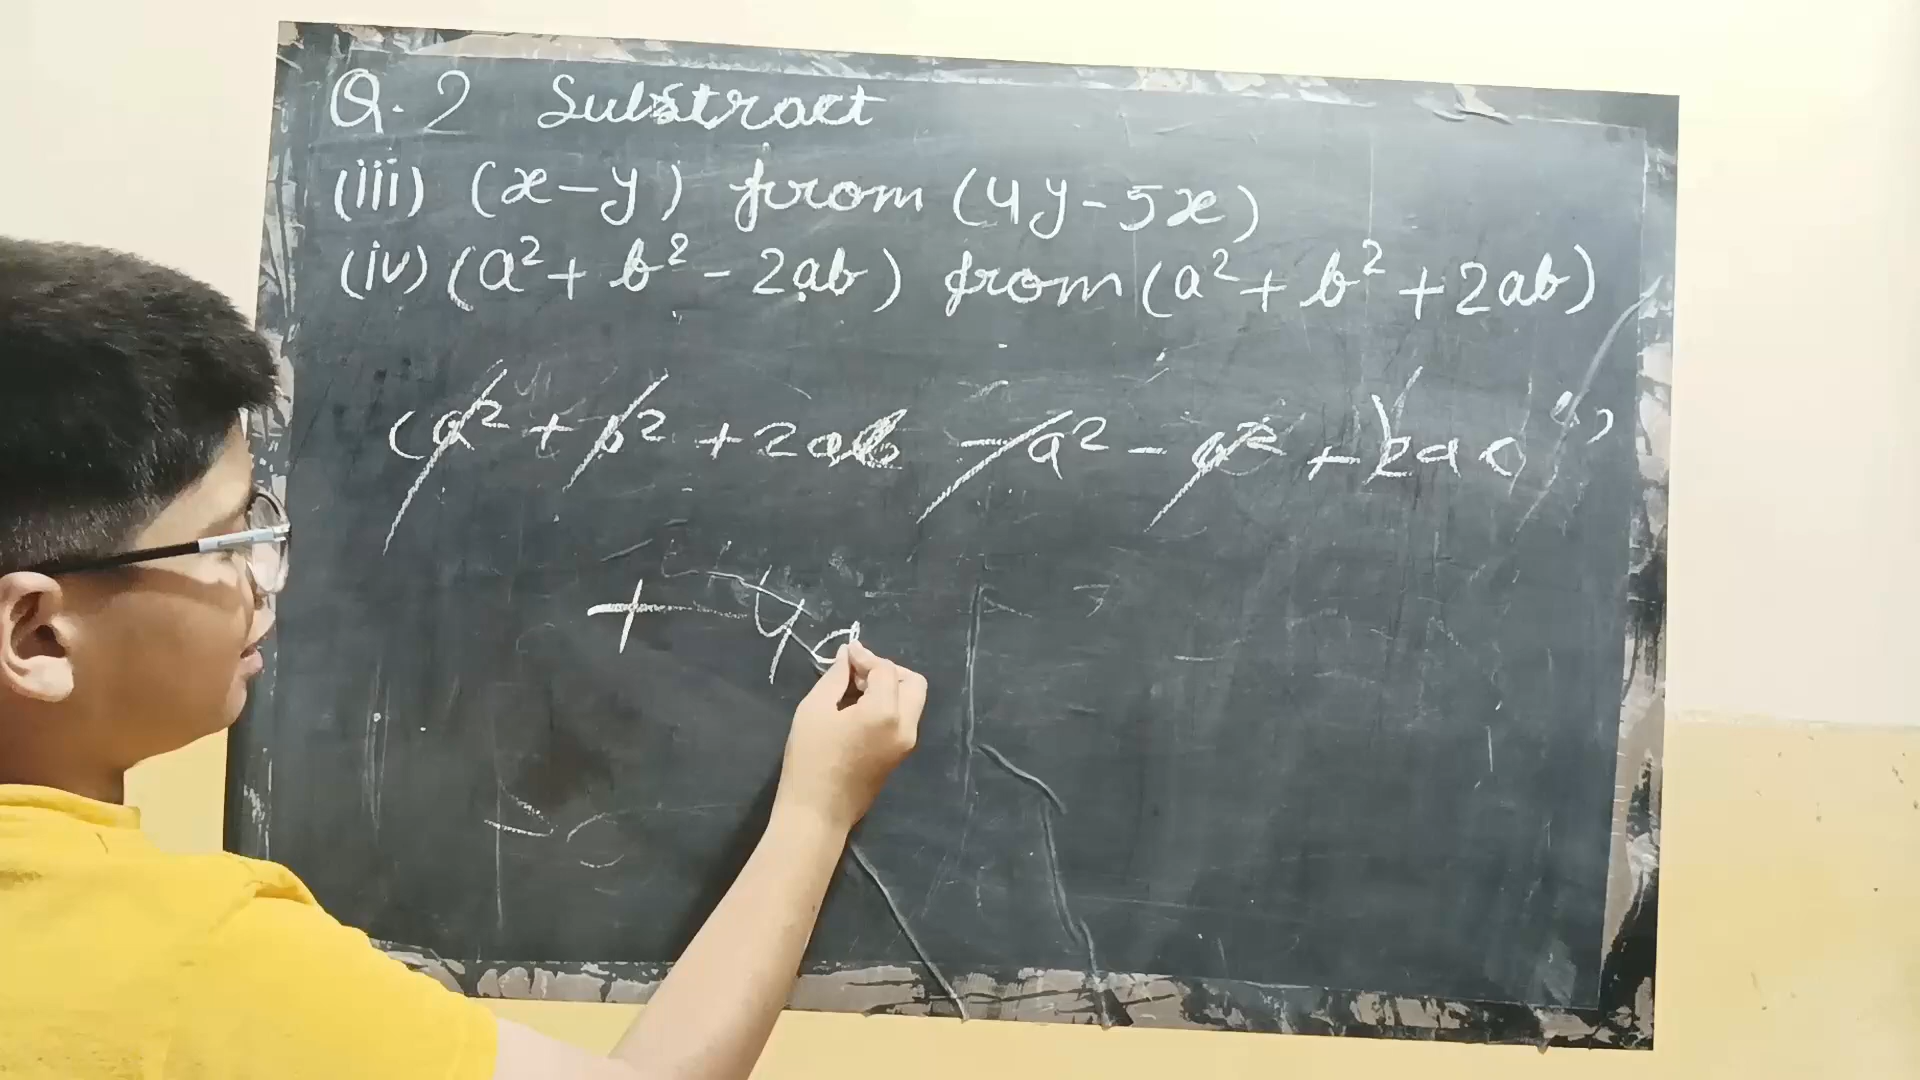 Q. 2 Substract
(iii) (x-y) from (4y-5x)
(iv) (a²+b²-2ab) from (a²+b²+2ab)
(a²+b²+2ab -a²-b²+2a
+ 4a